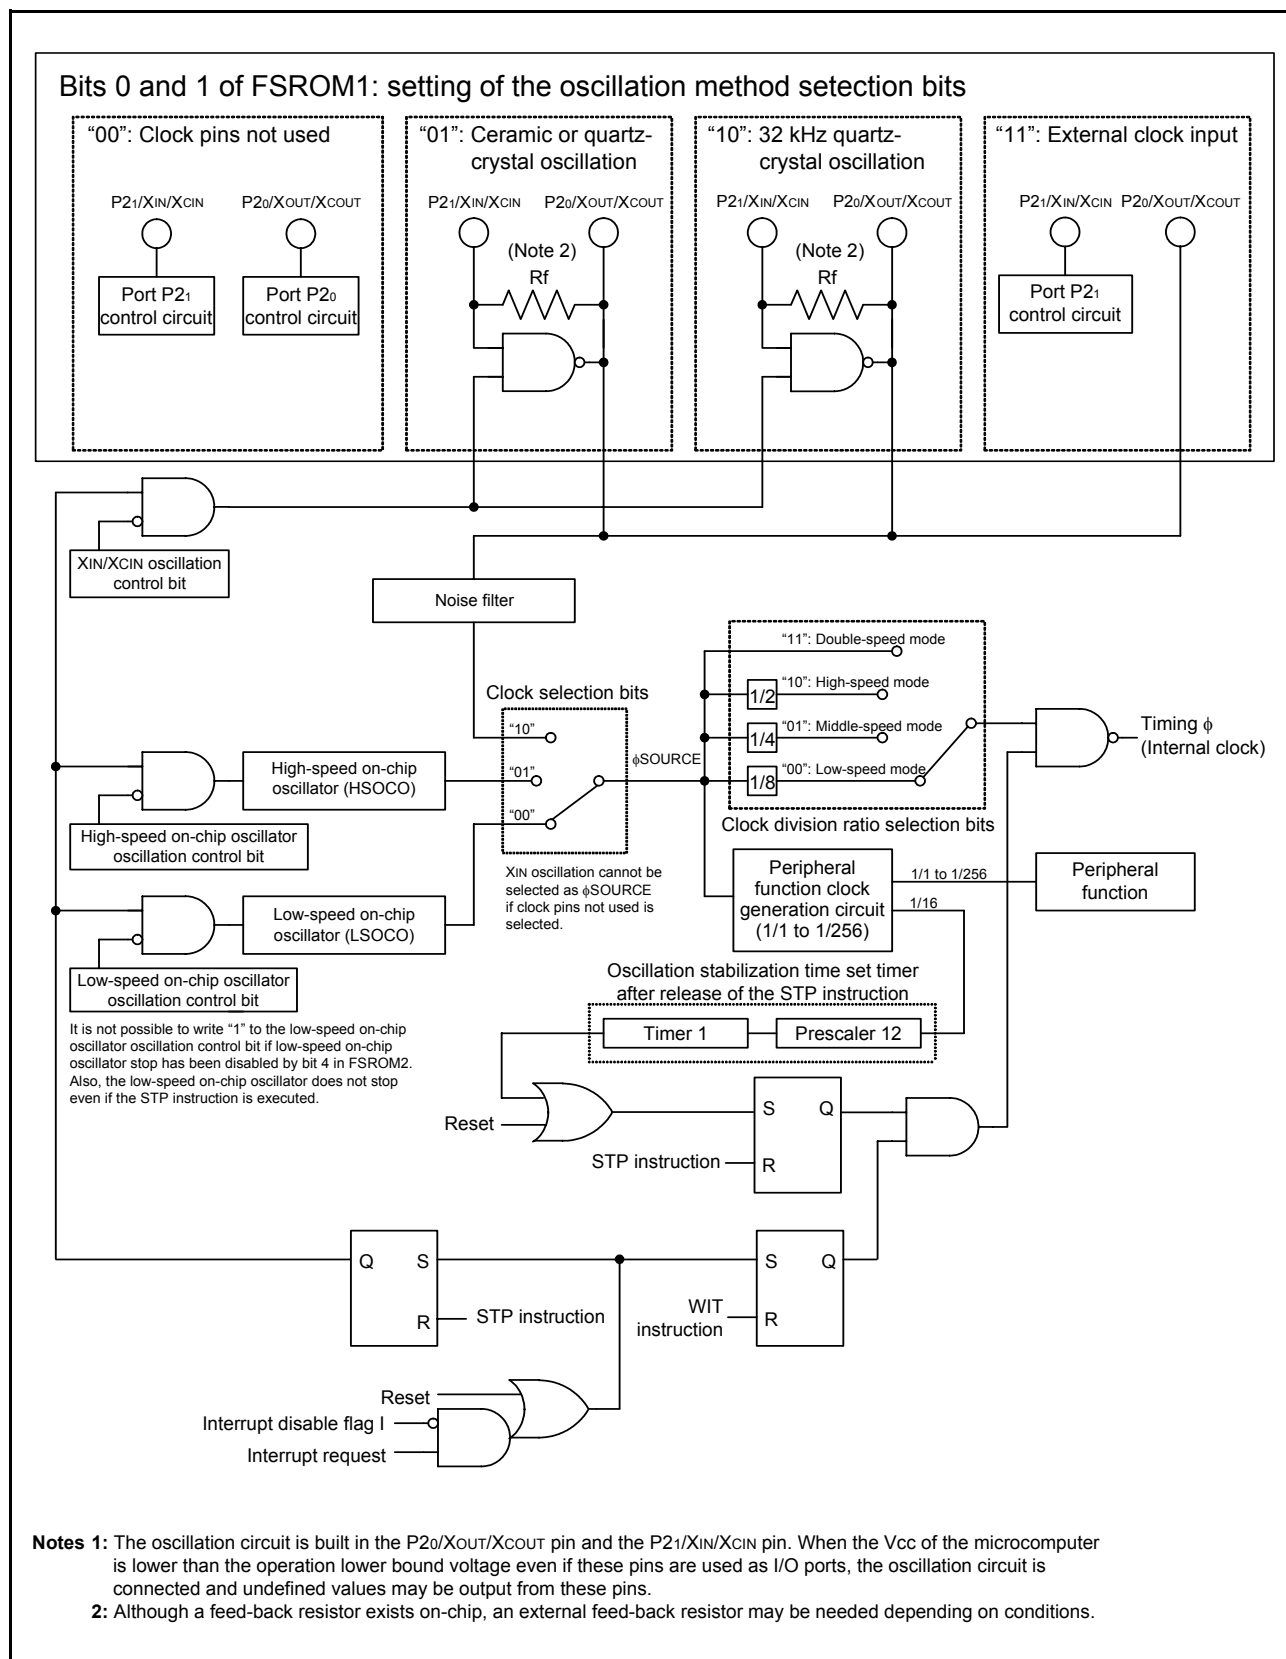 Bits 0 and 1 of FSROM1: setting of the oscillation method selection bits
“00”: Clock pins not used
“01”: Ceramic or quartz-
crystal oscillation
“10”: 32 kHz quartz-
crystal oscillation
“11”: External clock input
P21/XIN/XCIN
P20/XOUT/XCOUT
P21/XIN/XCIN
P20/XOUT/XCOUT
P21/XIN/XCIN
P20/XOUT/XCOUT
P21/XIN/XCIN
P20/XOUT/XCOUT
(Note 2)
Rf
(Note 2)
Rf
Port P21
control circuit
Port P20
control circuit
Port P21
control circuit
XIN/XCIN oscillation
control bit
Noise filter
“11”: Double-speed mode
1/2
“10”: High-speed mode
1/4
“01”: Middle-speed mode
1/8
“00”: Low-speed mode
Clock division ratio selection bits
Timing ϕ
(Internal clock)
Clock selection bits
“10”
“01”
“00”
ϕSOURCE
High-speed on-chip
oscillator (HSOCO)
High-speed on-chip oscillator
oscillation control bit
XIN oscillation cannot be
selected as ϕSOURCE
if clock pins not used is
selected.
Peripheral
function clock
generation circuit
(1/1 to 1/256)
1/1 to 1/256
1/16
Peripheral
function
Low-speed on-chip
oscillator (LSOCO)
Low-speed on-chip oscillator
oscillation control bit
It is not possible to write “1” to the low-speed on-chip
oscillator oscillation control bit if low-speed on-chip
oscillator stop has been disabled by bit 4 in FSROM2.
Also, the low-speed on-chip oscillator does not stop
even if the STP instruction is executed.
Oscillation stabilization time set timer
after release of the STP instruction
Timer 1
Prescaler 12
Reset
S
Q
STP instruction
R
Q
S
R
STP instruction
S
Q
WIT
instruction
R
Reset
Interrupt disable flag I
Interrupt request
Notes 1: The oscillation circuit is built in the P20/XOUT/XCOUT pin and the P21/XIN/XCIN pin. When the Vcc of the microcomputer
is lower than the operation lower bound voltage even if these pins are used as I/O ports, the oscillation circuit is
connected and undefined values may be output from these pins.
2: Although a feed-back resistor exists on-chip, an external feed-back resistor may be needed depending on conditions.